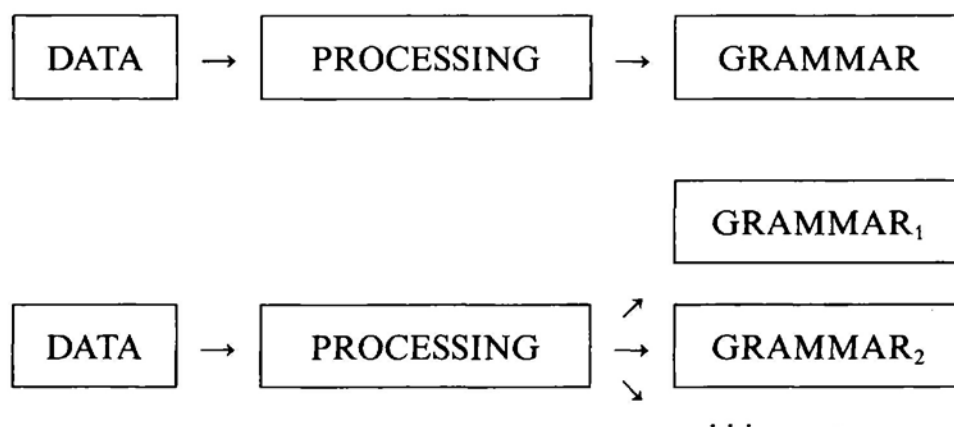 DATA → PROCESSING → GRAMMAR
GRAMMAR₁
DATA → PROCESSING → GRAMMAR₂
...